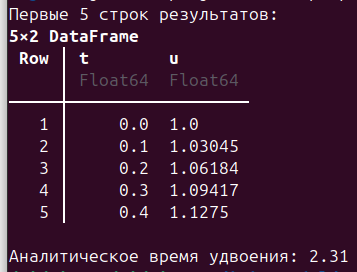 Первые 5 строк результатов:
5×2 DataFrame
Row t u
Float64 Float64
1 0.0 1.0
2 0.1 1.03045
3 0.2 1.06184
4 0.3 1.09417
5 0.4 1.1275
Аналитическое время удвоения: 2.31